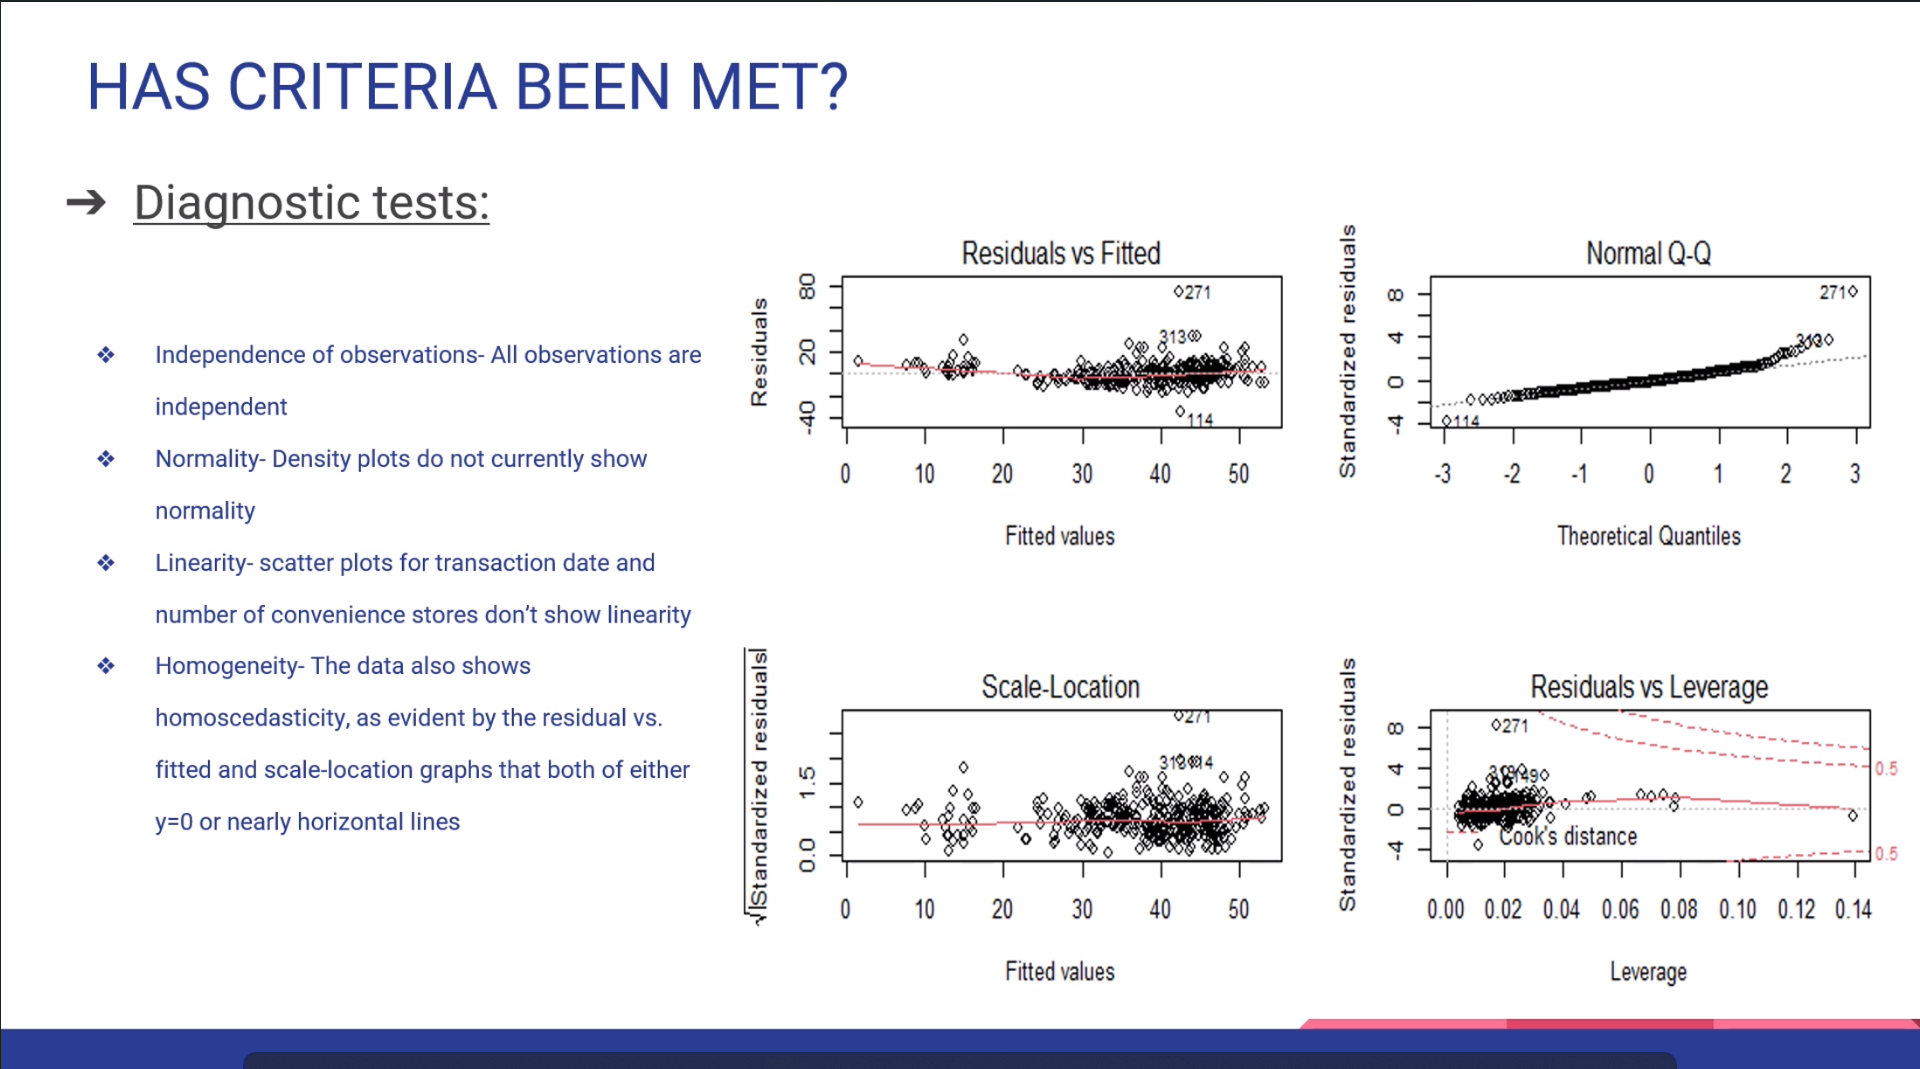 HAS CRITERIA BEEN MET?
➔ Diagnostic tests:
❖ Independence of observations- All observations are
independent
❖ Normality- Density plots do not currently show
normality
❖ Linearity- scatter plots for transaction date and
number of convenience stores don’t show linearity
❖ Homogeneity- The data also shows
homoscedasticity, as evident by the residual vs.
fitted and scale-location graphs that both of either
y=0 or nearly horizontal lines
Residuals vs Fitted
Residuals
80
20
-40
271
313
114
0 10 20 30 40 50
Fitted values
Normal Q-Q
Standardized residuals
8
4
0
-4
271
313
114
-3 -2 -1 0 1 2 3
Theoretical Quantiles
Scale-Location
√|Standardized residuals|
1.5
0.0
271
313
0 10 20 30 40 50
Fitted values
Residuals vs Leverage
Standardized residuals
8
4
0
-4
271
149
0.5
0.5
Cook's distance
0.00 0.02 0.04 0.06 0.08 0.10 0.12 0.14
Leverage